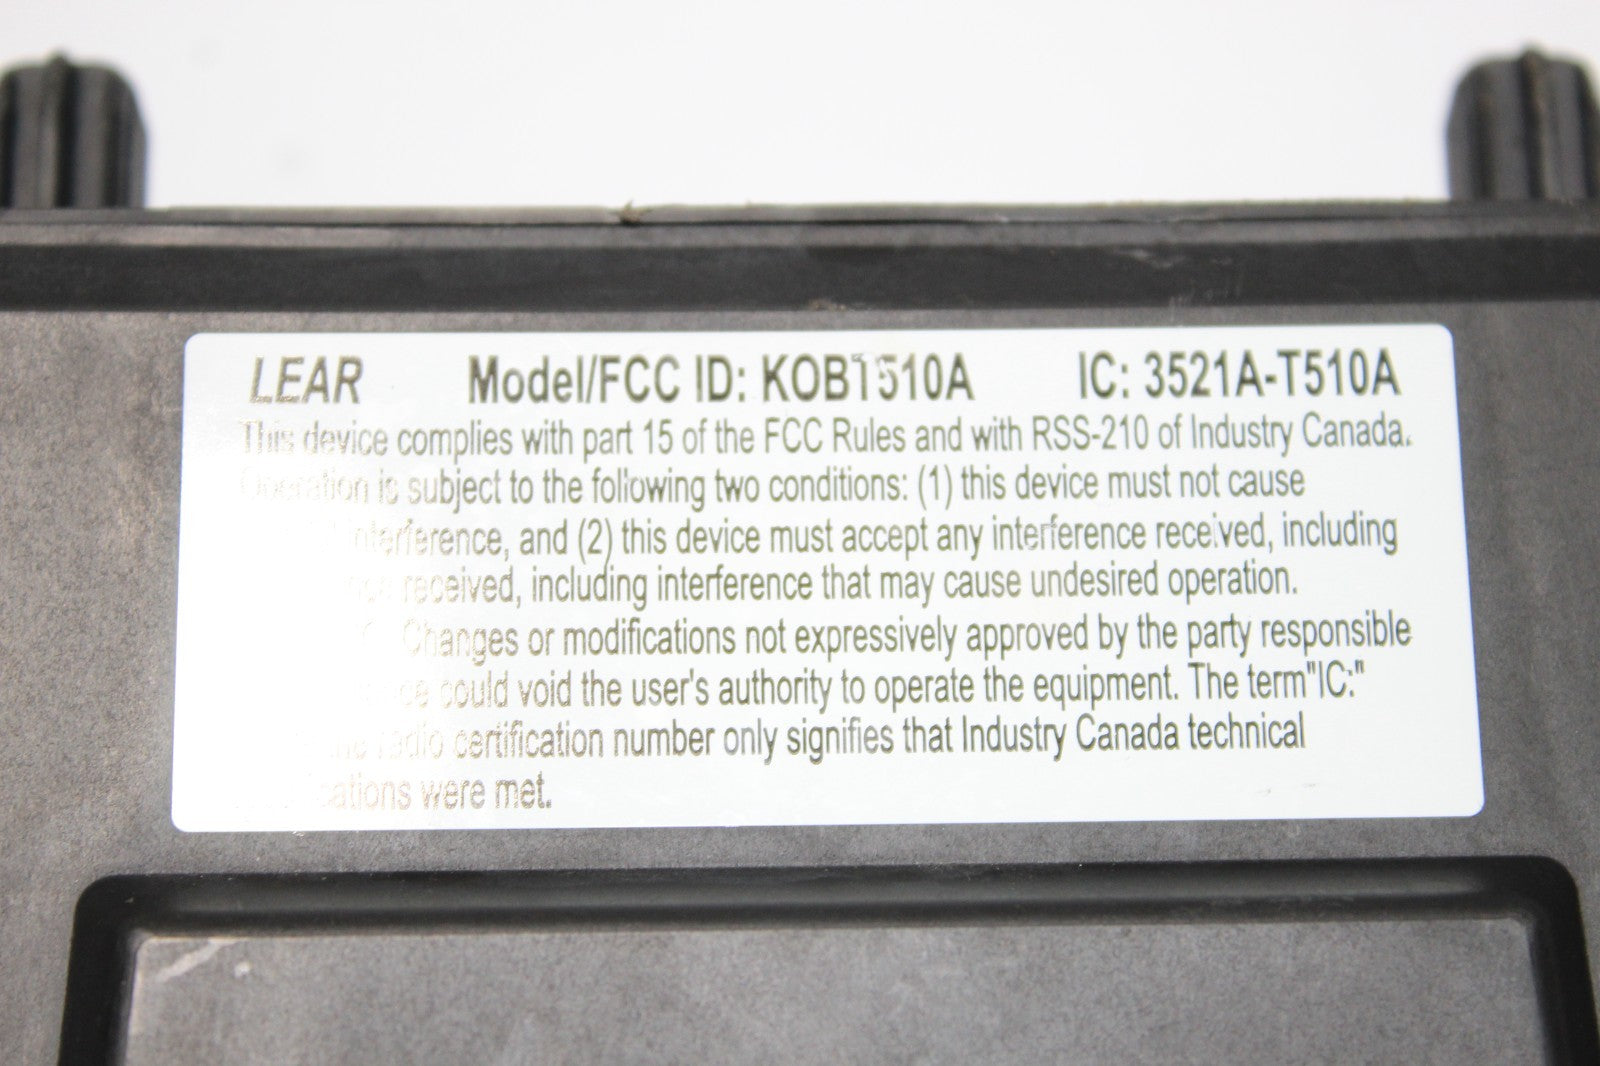 LEAR Model/FCC ID: KOBT510A IC: 3521A-T510A
This device complies with part 15 of the FCC Rules and with RSS-210 of Industry Canada.
Operation is subject to the following two conditions: (1) this device must not cause
interference, and (2) this device must accept any interference received, including
received, including interference that may cause undesired operation.
Changes or modifications not expressively approved by the party responsible
could void the user's authority to operate the equipment. The term"IC:"
the radio certification number only signifies that Industry Canada technical
were met.